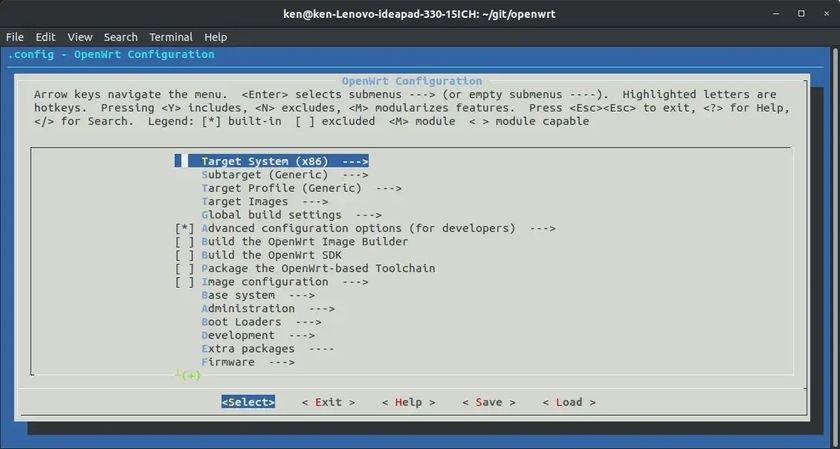 ken@ken-Lenovo-ideapad-330-15ICH: ~/git/openwrt
File Edit View Search Terminal Help
.config - OpenWrt Configuration
OpenWrt Configuration
Arrow keys navigate the menu. <Enter> selects submenus ---> (or empty submenus ----). Highlighted letters are
hotkeys. Pressing <Y> includes, <N> excludes, <M> modularizes features. Press <Esc><Esc> to exit, <?> for Help,
</> for Search. Legend: [*] built-in [ ] excluded <M> module < > module capable
Target System (x86) --->
Subtarget (Generic) --->
Target Profile (Generic) --->
Target Images --->
Global build settings --->
[*] Advanced configuration options (for developers) --->
[ ] Build the OpenWrt Image Builder
[ ] Build the OpenWrt SDK
[ ] Package the OpenWrt-based Toolchain
[ ] Image configuration --->
Base system --->
Administration --->
Boot Loaders --->
Development --->
Extra packages ----
Firmware --->
┴(+)
<Select> < Exit > < Help > < Save > < Load >